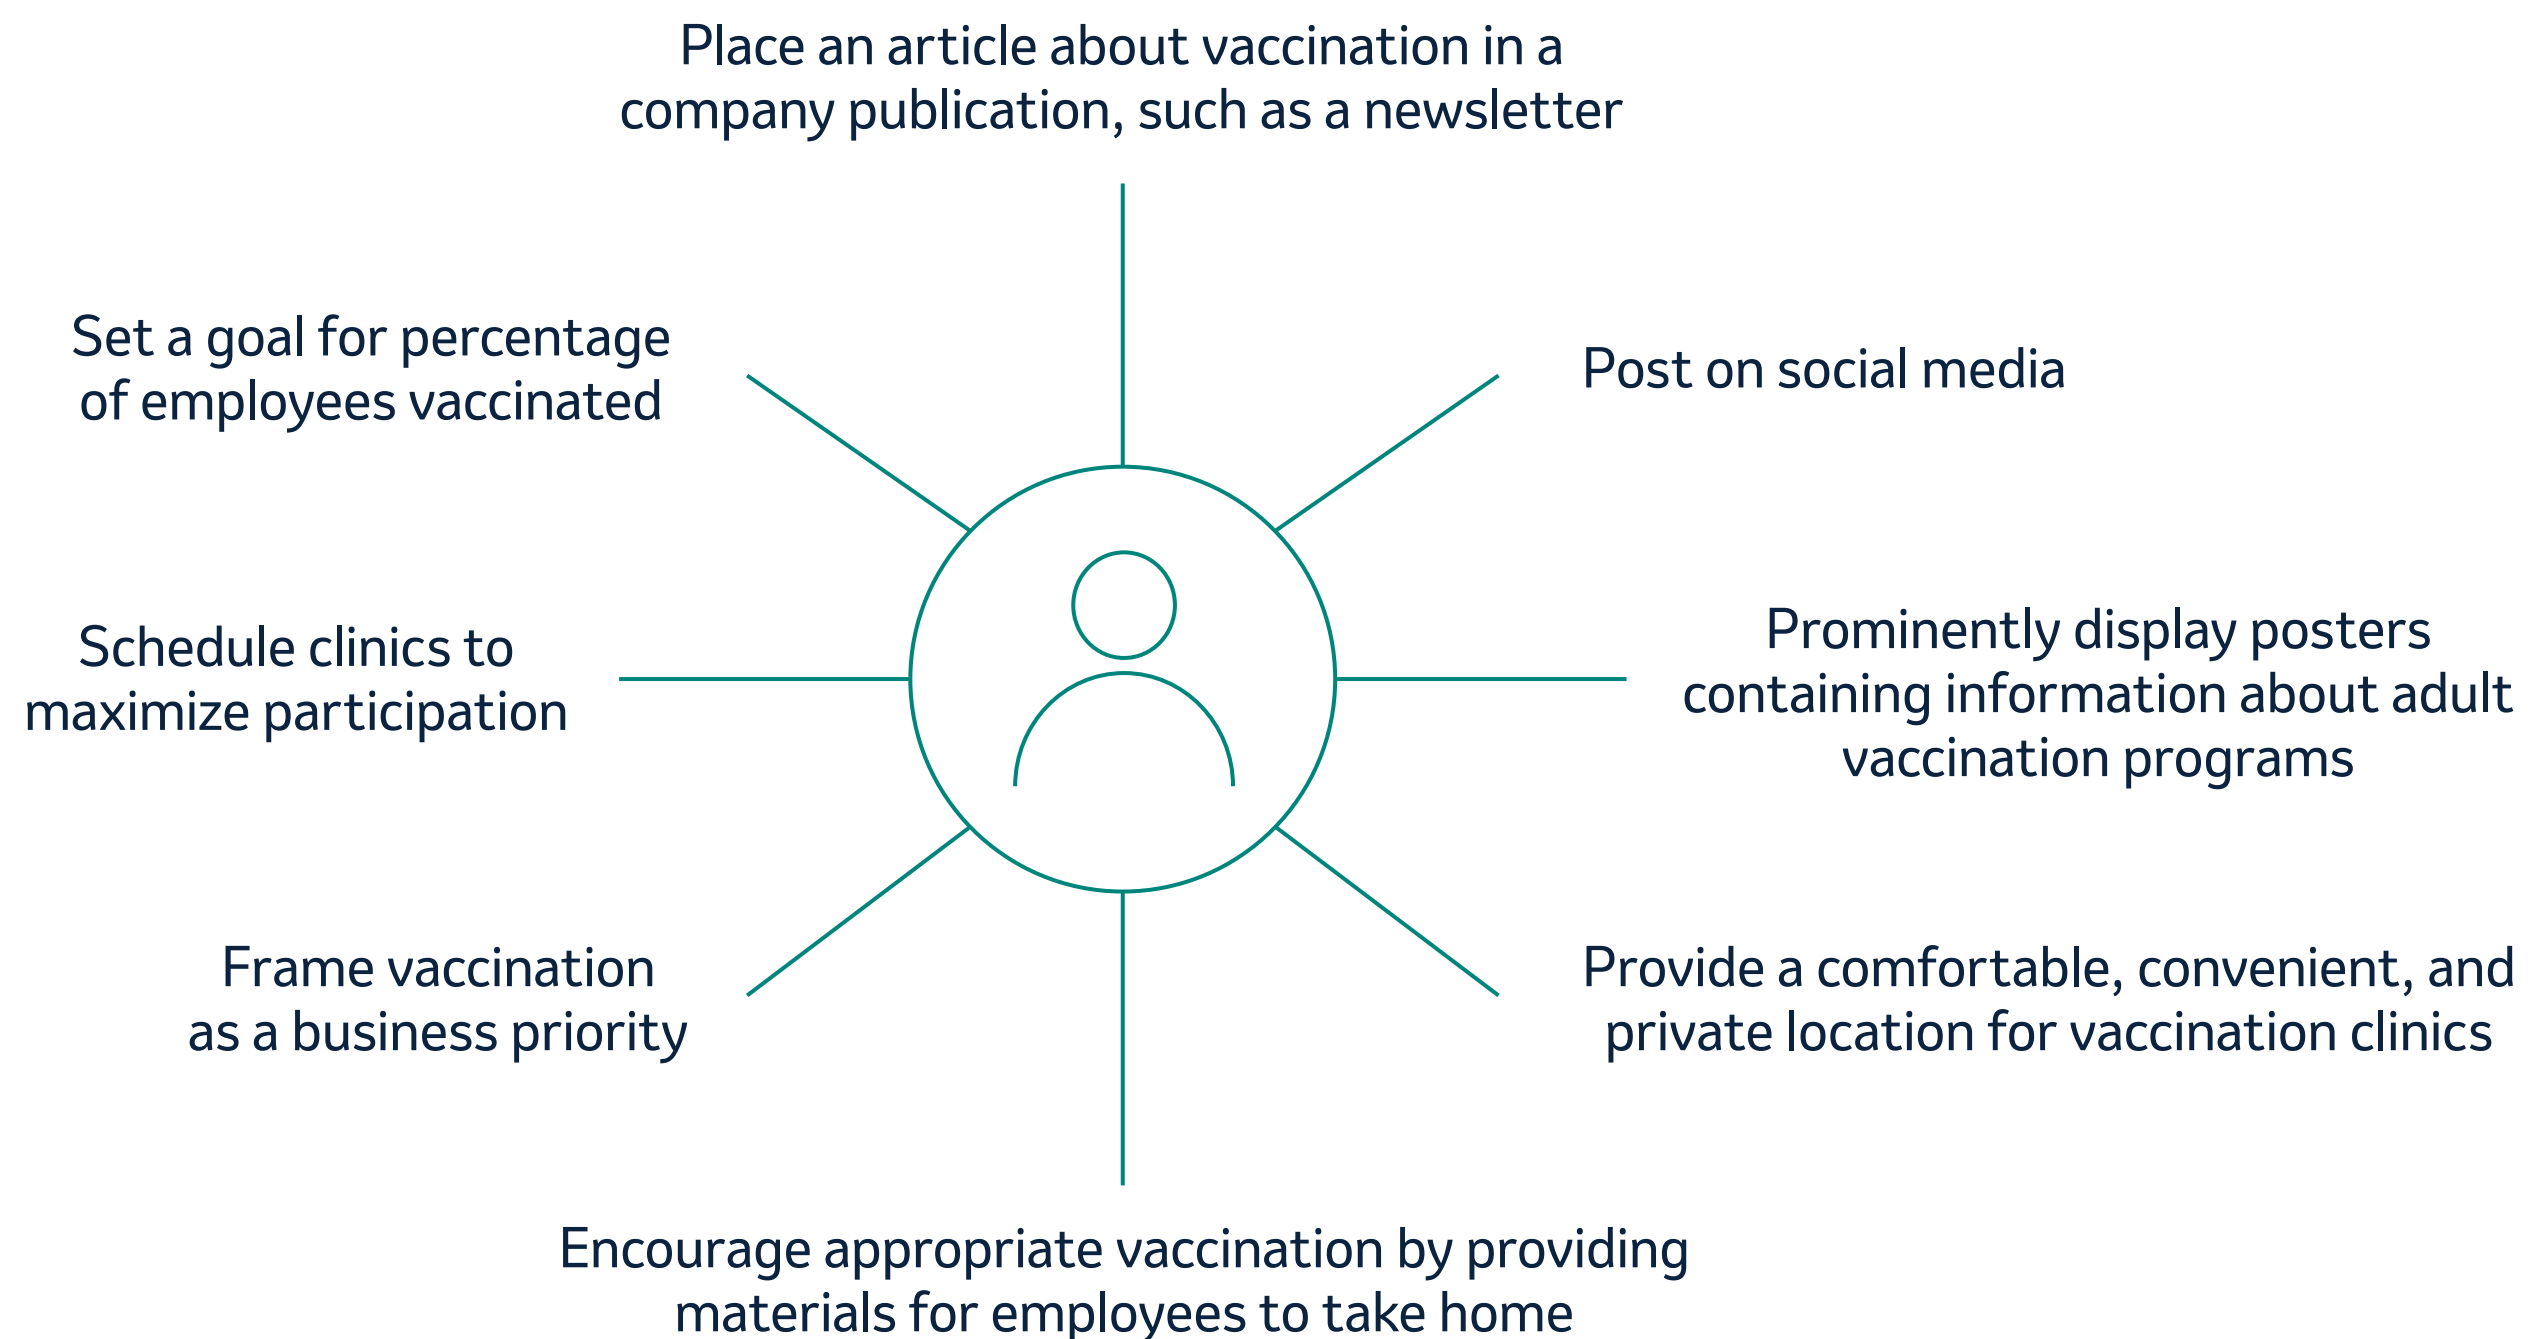 Place an article about vaccination in a
company publication, such as a newsletter
Set a goal for percentage
of employees vaccinated
Post on social media
Schedule clinics to
maximize participation
Prominently display posters
containing information about adult
vaccination programs
Frame vaccination
as a business priority
Provide a comfortable, convenient, and
private location for vaccination clinics
Encourage appropriate vaccination by providing
materials for employees to take home